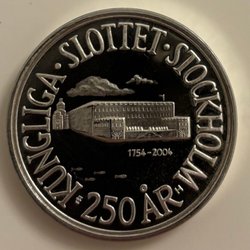 KUNGLIGA · SLOTTET · STOCKHOLM
250 ÅR
1754-2004